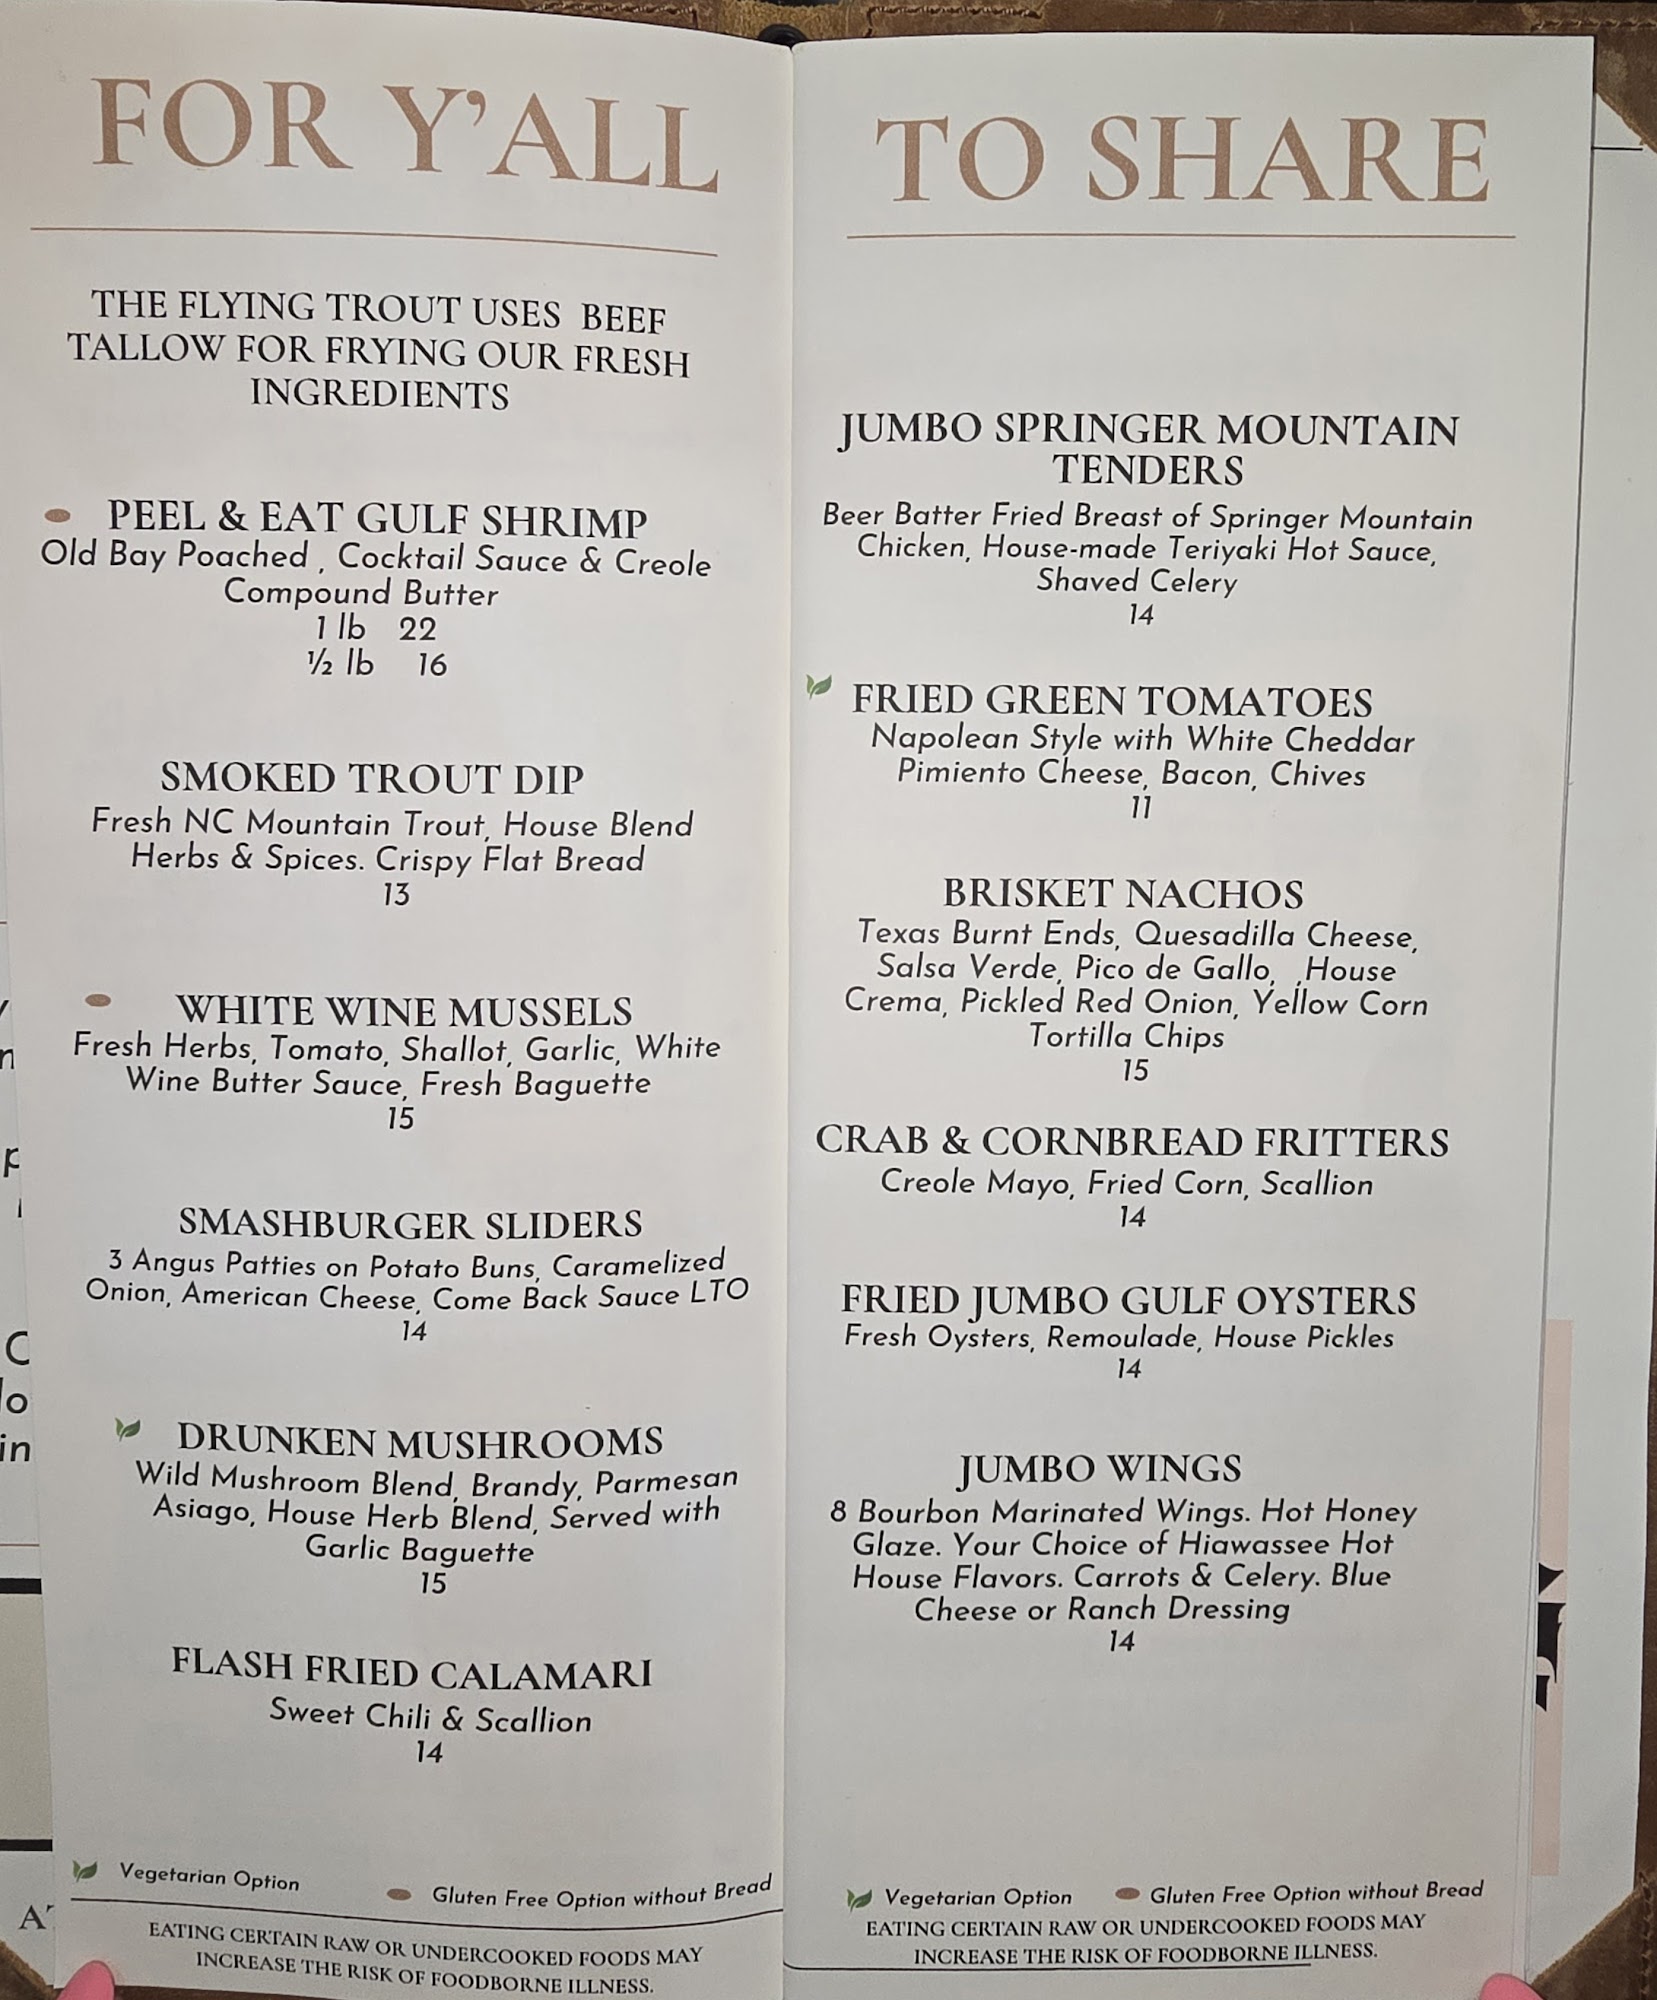 FOR Y'ALL
THE FLYING TROUT USES BEEF
TALLOW FOR FRYING OUR FRESH
INGREDIENTS
PEEL & EAT GULF SHRIMP
Old Bay Poached , Cocktail Sauce & Creole
Compound Butter
1 lb 22
½ lb 16
SMOKED TROUT DIP
Fresh NC Mountain Trout, House Blend
Herbs & Spices. Crispy Flat Bread
13
WHITE WINE MUSSELS
Fresh Herbs, Tomato, Shallot, Garlic, White
Wine Butter Sauce, Fresh Baguette
15
SMASHBURGER SLIDERS
3 Angus Patties on Potato Buns, Caramelized
Onion, American Cheese, Come Back Sauce LTO
14
DRUNKEN MUSHROOMS
Wild Mushroom Blend, Brandy, Parmesan
Asiago, House Herb Blend, Served with
Garlic Baguette
15
FLASH FRIED CALAMARI
Sweet Chili & Scallion
14
Vegetarian Option
Gluten Free Option without Bread
EATING CERTAIN RAW OR UNDERCOOKED FOODS MAY
INCREASE THE RISK OF FOODBORNE ILLNESS.
TO SHARE
JUMBO SPRINGER MOUNTAIN
TENDERS
Beer Batter Fried Breast of Springer Mountain
Chicken, House-made Teriyaki Hot Sauce,
Shaved Celery
14
FRIED GREEN TOMATOES
Napolean Style with White Cheddar
Pimiento Cheese, Bacon, Chives
11
BRISKET NACHOS
Texas Burnt Ends, Quesadilla Cheese,
Salsa Verde, Pico de Gallo, ,House
Crema, Pickled Red Onion, Yellow Corn
Tortilla Chips
15
CRAB & CORNBREAD FRITTERS
Creole Mayo, Fried Corn, Scallion
14
FRIED JUMBO GULF OYSTERS
Fresh Oysters, Remoulade, House Pickles
14
JUMBO WINGS
8 Bourbon Marinated Wings. Hot Honey
Glaze. Your Choice of Hiawassee Hot
House Flavors. Carrots & Celery. Blue
Cheese or Ranch Dressing
14
Vegetarian Option
Gluten Free Option without Bread
EATING CERTAIN RAW OR UNDERCOOKED FOODS MAY
INCREASE THE RISK OF FOODBORNE ILLNESS.